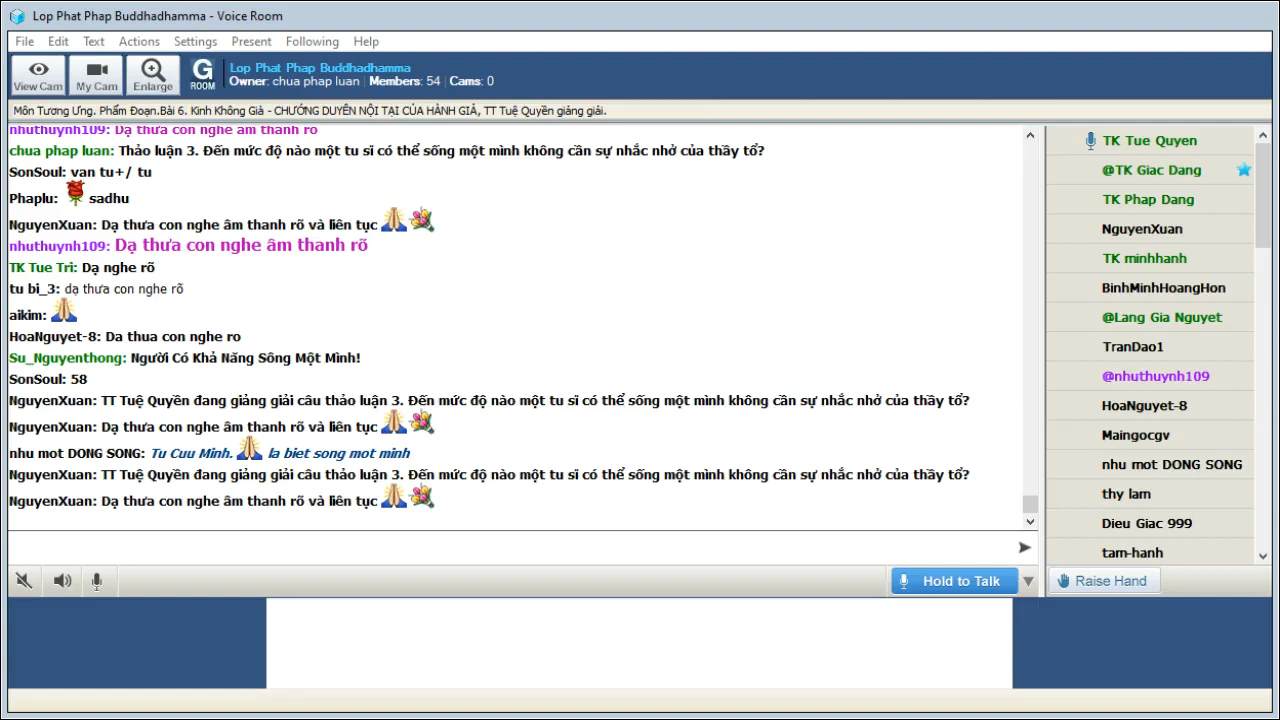 Lop Phat Phap Buddhadhamma - Voice Room
File Edit Text Actions Settings Present Following Help
View Cam My Cam Enlarge G ROOM
Lop Phat Phap Buddhadhamma
Owner: chua phap luan Members: 54 Cams: 0
Môn Tương Ưng. Phẩm Đoạn.Bài 6. Kinh Không Già - CHƯỚNG DUYÊN NỘI TẠI CỦA HÀNH GIẢ, TT Tuệ Quyền giảng giải.
nhuthuynh109: Dạ thưa con nghe âm thanh rõ
chua phap luan: Thảo luận 3. Đến mức độ nào một tu sĩ có thể sống một mình không cần sự nhắc nhở của thầy tổ?
SonSoul: van tu+/ tu
Phaplu: sadhu
NguyenXuan: Dạ thưa con nghe âm thanh rõ và liên tục
nhuthuynh109: Dạ thưa con nghe âm thanh rõ
TK Tue Tri: Dạ nghe rõ
tu bi_3: dạ thưa con nghe rõ
aikim:
HoaNguyet-8: Da thua con nghe ro
Su_Nguyenthong: Người Có Khả Năng Sông Một Mình!
SonSoul: 58
NguyenXuan: TT Tuệ Quyền đang giảng giải câu thảo luận 3. Đến mức độ nào một tu sĩ có thể sống một mình không cần sự nhắc nhở của thầy tổ?
NguyenXuan: Dạ thưa con nghe âm thanh rõ và liên tục
nhu mot DONG SONG: Tu Cuu Minh. la biet song mot minh
NguyenXuan: TT Tuệ Quyền đang giảng giải câu thảo luận 3. Đến mức độ nào một tu sĩ có thể sống một mình không cần sự nhắc nhở của thầy tổ?
NguyenXuan: Dạ thưa con nghe âm thanh rõ và liên tục
Hold to Talk
TK Tue Quyen
@TK Giac Dang
TK Phap Dang
NguyenXuan
TK minhhanh
BinhMinhHoangHon
@Lang Gia Nguyet
TranDao1
@nhuthuynh109
HoaNguyet-8
Maingocgv
nhu mot DONG SONG
thy lam
Dieu Giac 999
tam-hanh
Raise Hand